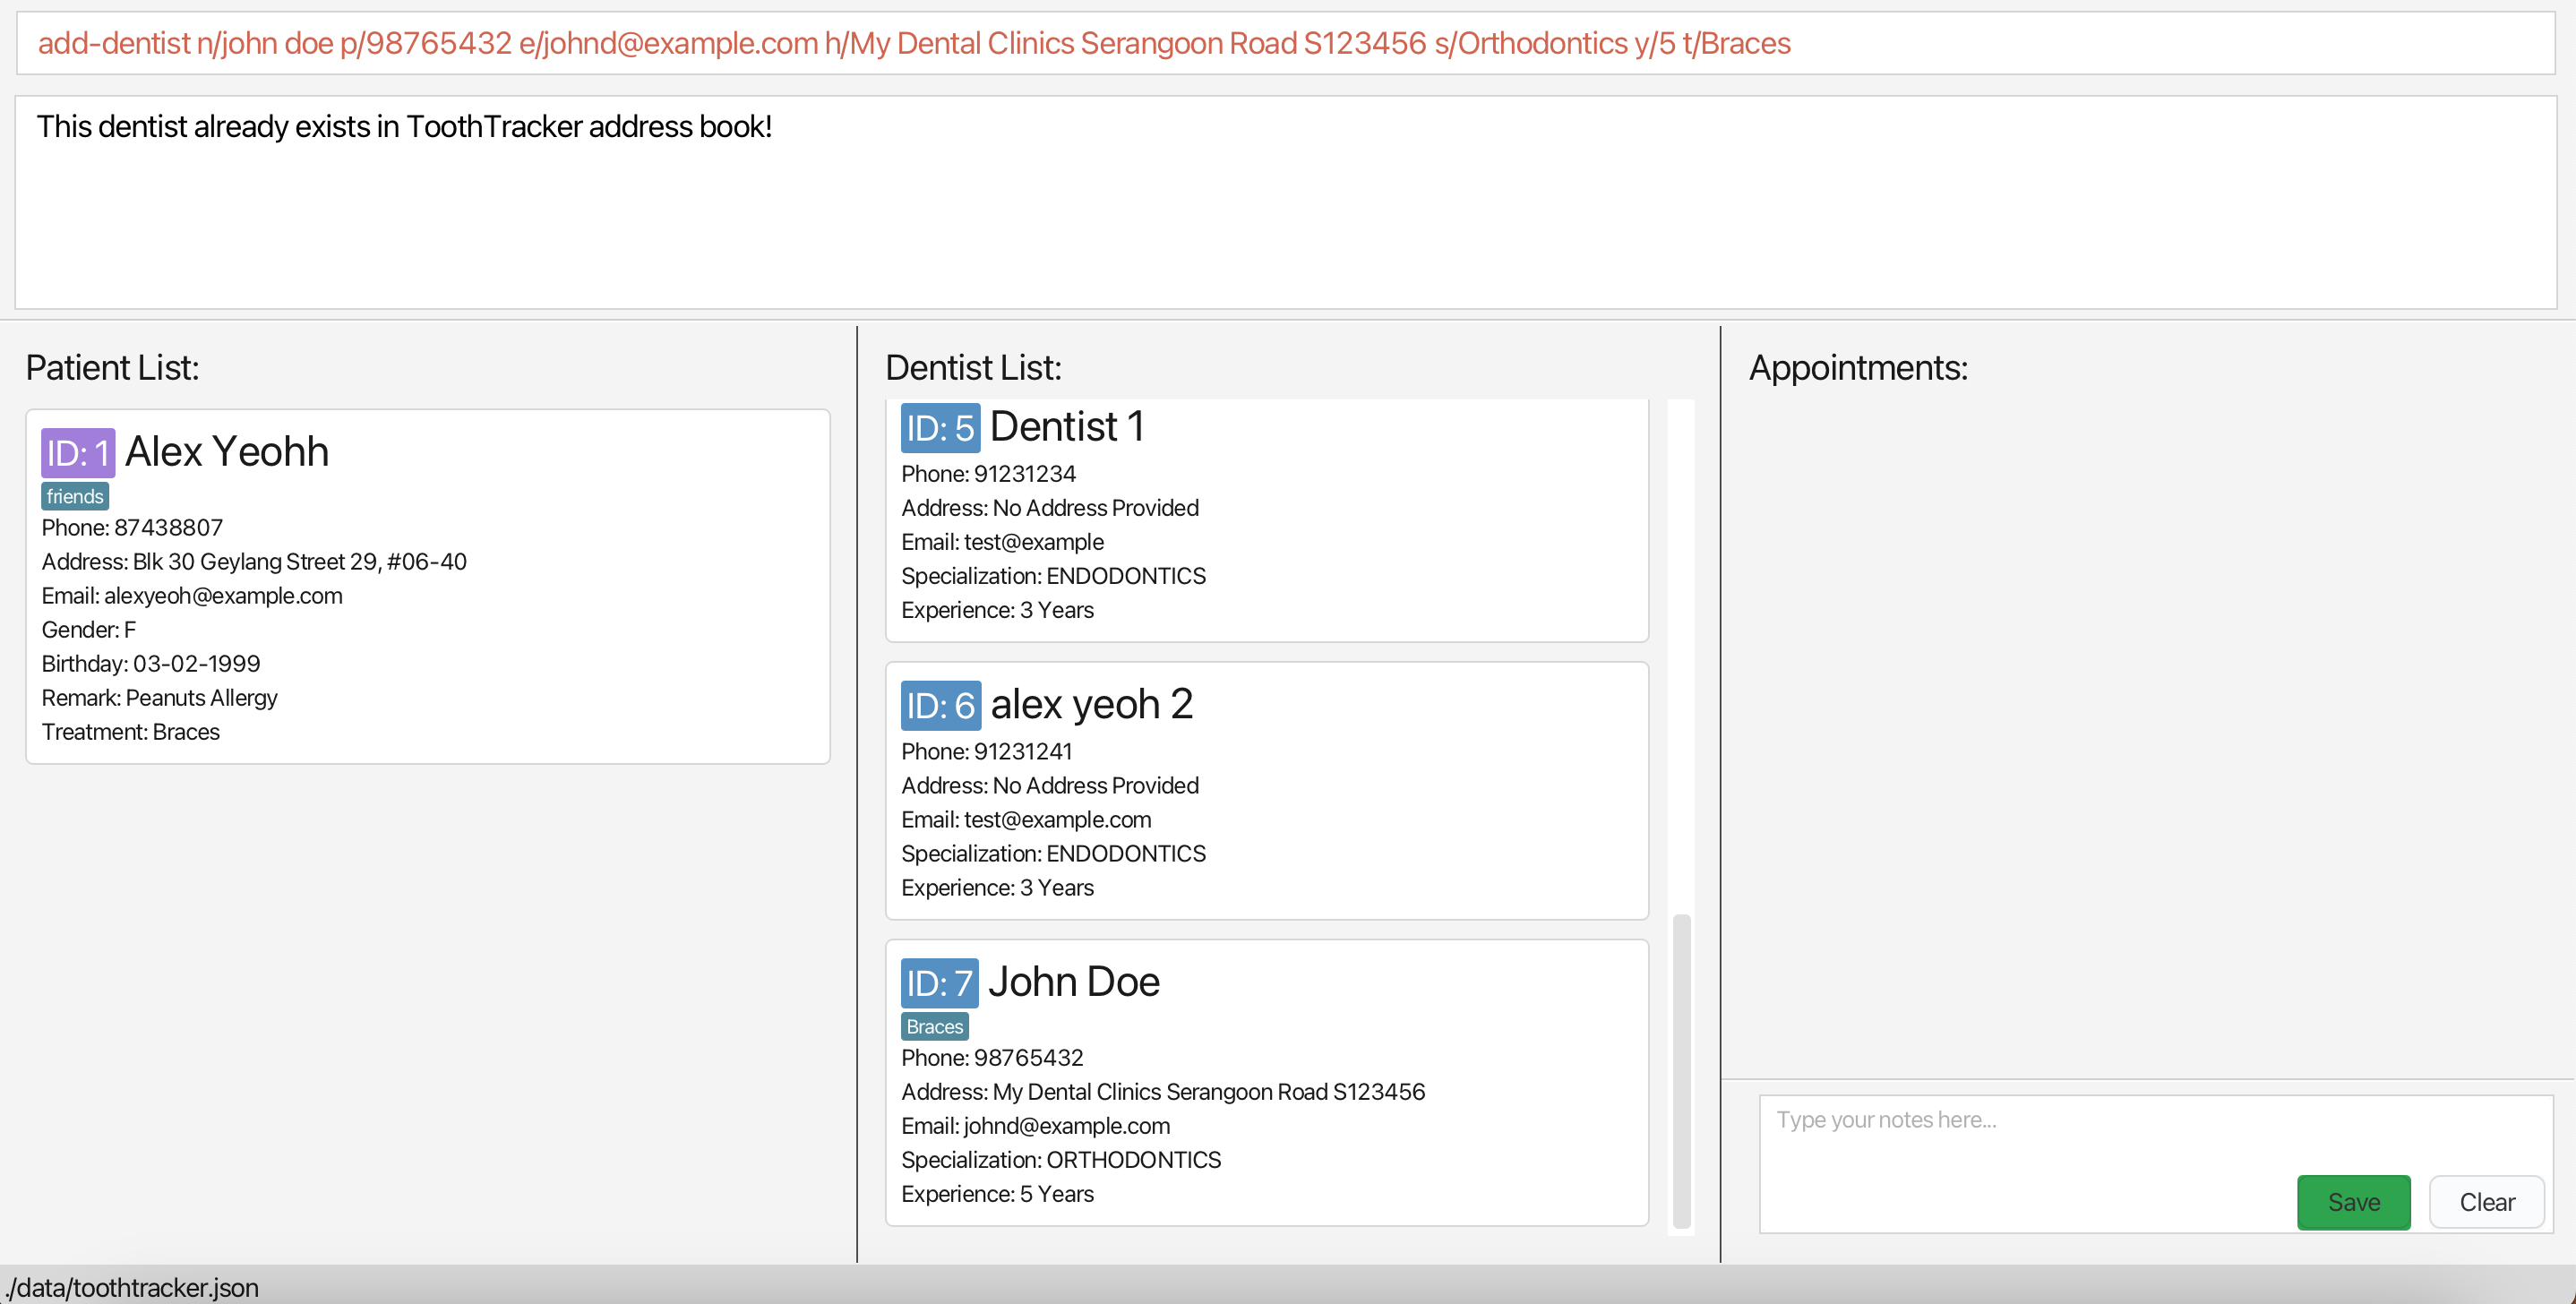 add-dentist n/john doe p/98765432 e/johnd@example.com h/My Dental Clinics Serangoon Road S123456 s/Orthodontics y/5 t/Braces
This dentist already exists in ToothTracker address book!
Patient List:
ID: 1 Alex Yeohh
friends
Phone: 87438807
Address: Blk 30 Geylang Street 29, #06-40
Email: alexyeoh@example.com
Gender: F
Birthday: 03-02-1999
Remark: Peanuts Allergy
Treatment: Braces
Dentist List:
ID: 5 Dentist 1
Phone: 91231234
Address: No Address Provided
Email: test@example
Specialization: ENDODONTICS
Experience: 3 Years
ID: 6 alex yeoh 2
Phone: 91231241
Address: No Address Provided
Email: test@example.com
Specialization: ENDODONTICS
Experience: 3 Years
ID: 7 John Doe
Braces
Phone: 98765432
Address: My Dental Clinics Serangoon Road S123456
Email: johnd@example.com
Specialization: ORTHODONTICS
Experience: 5 Years
Appointments:
Type your notes here...
Save Clear
./data/toothtracker.json